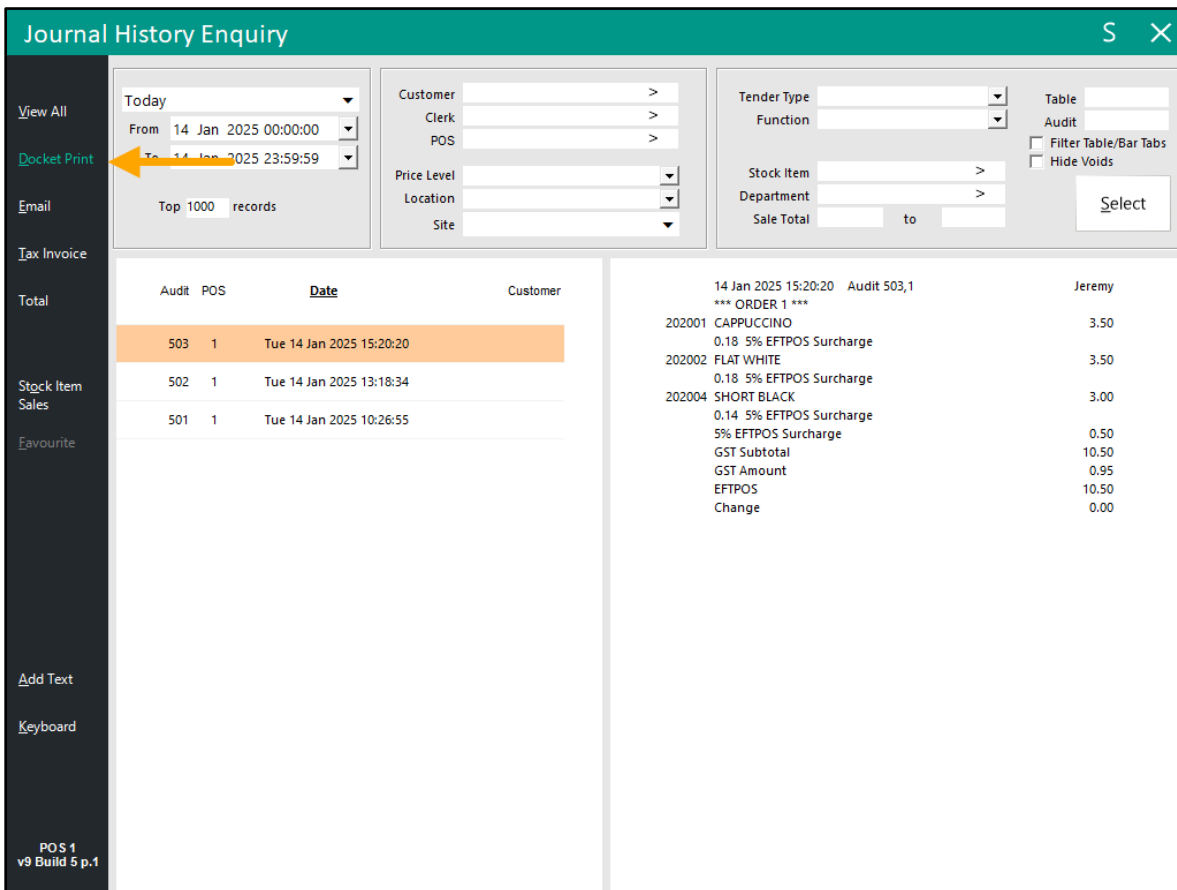 Journal History Enquiry S
View All
Docket Print
Email
Tax Invoice
Total
Stock Item
Sales
Favourite
Add Text
Keyboard
POS 1
v9 Build 5 p.1
Today
From 14 Jan 2025 00:00:00
To 14 Jan 2025 23:59:59
Top 1000 records
Customer >
Clerk >
POS >
Price Level
Location
Site
Tender Type
Function
Stock Item >
Department >
Sale Total to
Table
Audit
Filter Table/Bar Tabs
Hide Voids
Select
Audit POS Date Customer
503 1 Tue 14 Jan 2025 15:20:20
502 1 Tue 14 Jan 2025 13:18:34
501 1 Tue 14 Jan 2025 10:26:55
14 Jan 2025 15:20:20 Audit 503,1 Jeremy
*** ORDER 1 ***
202001 CAPPUCCINO 3.50
0.18 5% EFTPOS Surcharge
202002 FLAT WHITE 3.50
0.18 5% EFTPOS Surcharge
202004 SHORT BLACK 3.00
0.14 5% EFTPOS Surcharge
5% EFTPOS Surcharge 0.50
GST Subtotal 10.50
GST Amount 0.95
EFTPOS 10.50
Change 0.00